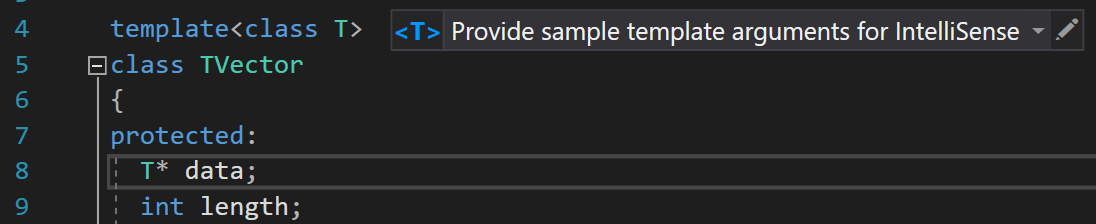 4 template<class T> <T> Provide sample template arguments for IntelliSense
5 class TVector
6 {
7 protected:
8 T* data;
9 int length;